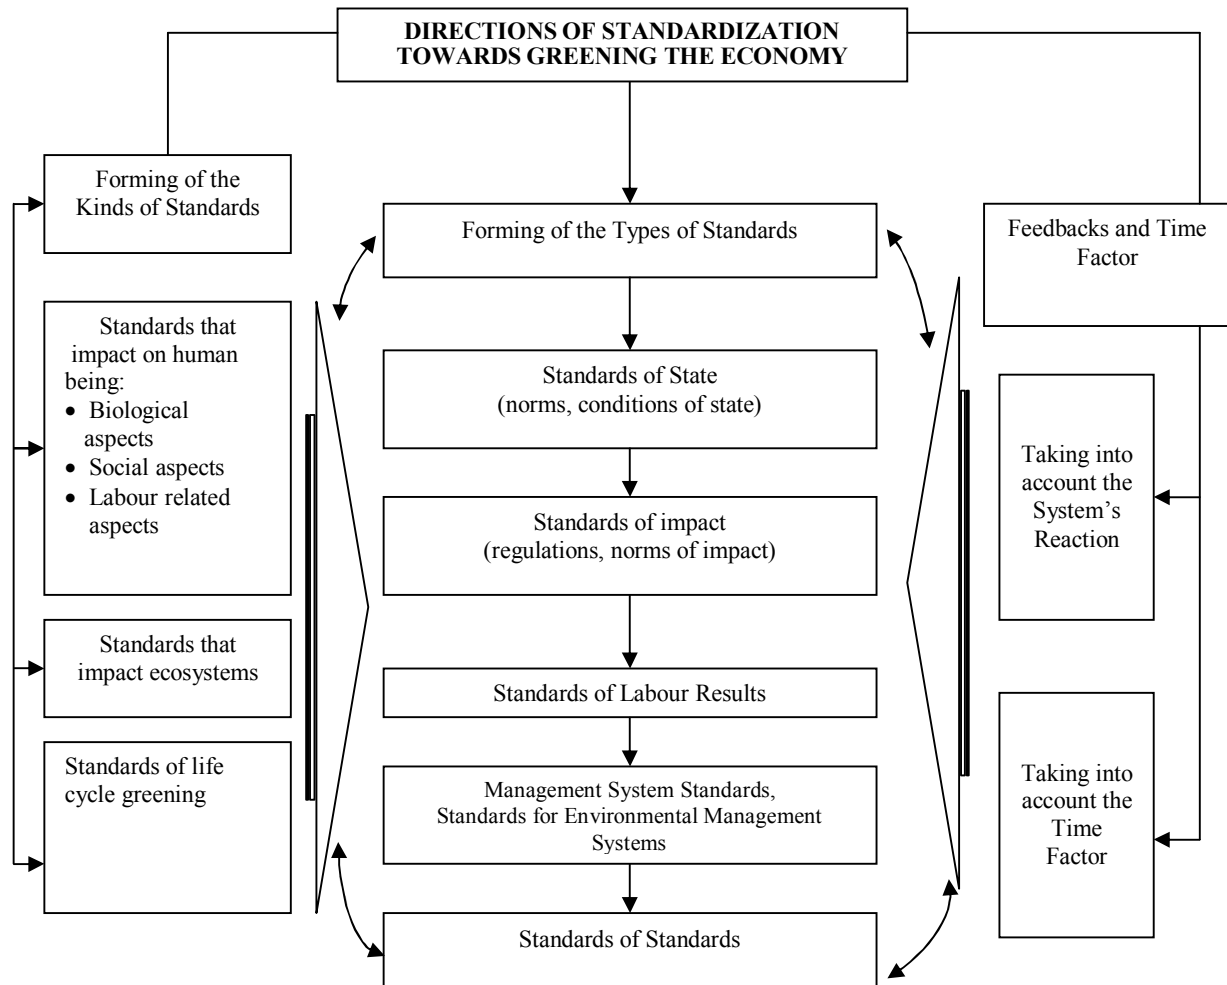 DIRECTIONS OF STANDARDIZATION
TOWARDS GREENING THE ECONOMY
Forming of the
Kinds of Standards
Standards that
impact on human
being:
• Biological
aspects
• Social aspects
• Labour related
aspects
Standards that
impact ecosystems
Standards of life
cycle greening
Forming of the Types of Standards
Standards of State
(norms, conditions of state)
Standards of impact
(regulations, norms of impact)
Standards of Labour Results
Management System Standards,
Standards for Environmental Management
Systems
Standards of Standards
Feedbacks and Time
Factor
Taking into
account the
System’s
Reaction
Taking into
account the
Time
Factor